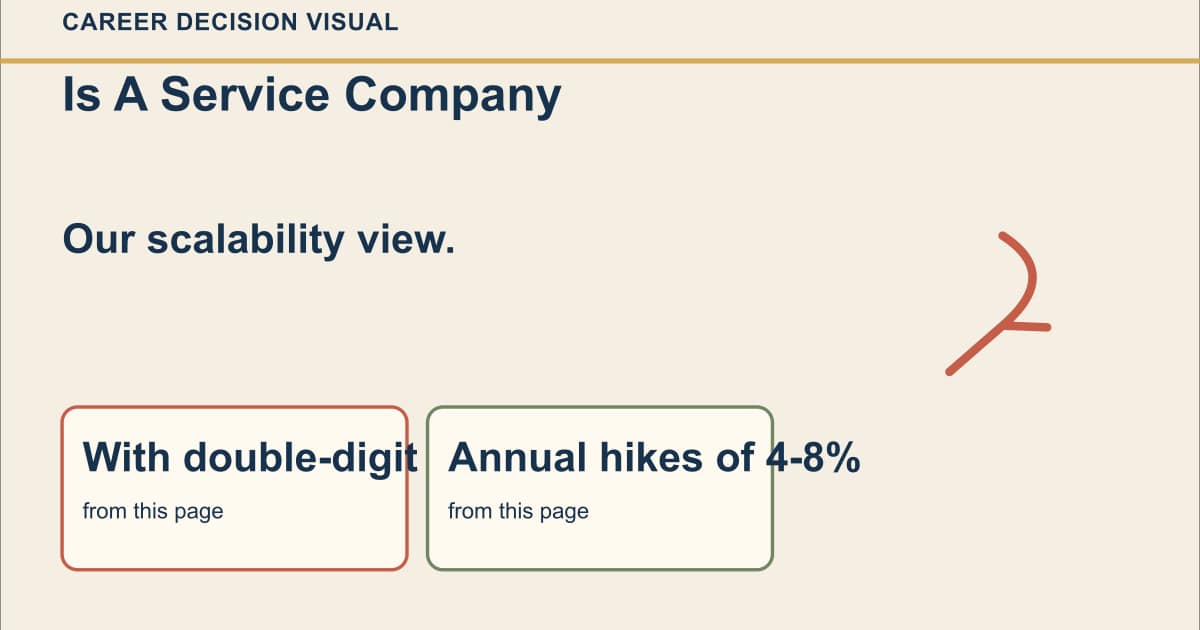 CAREER DECISION VISUAL
Is A Service Company
Our scalability view.
With double-digit
from this page
Annual hikes of 4-8%
from this page